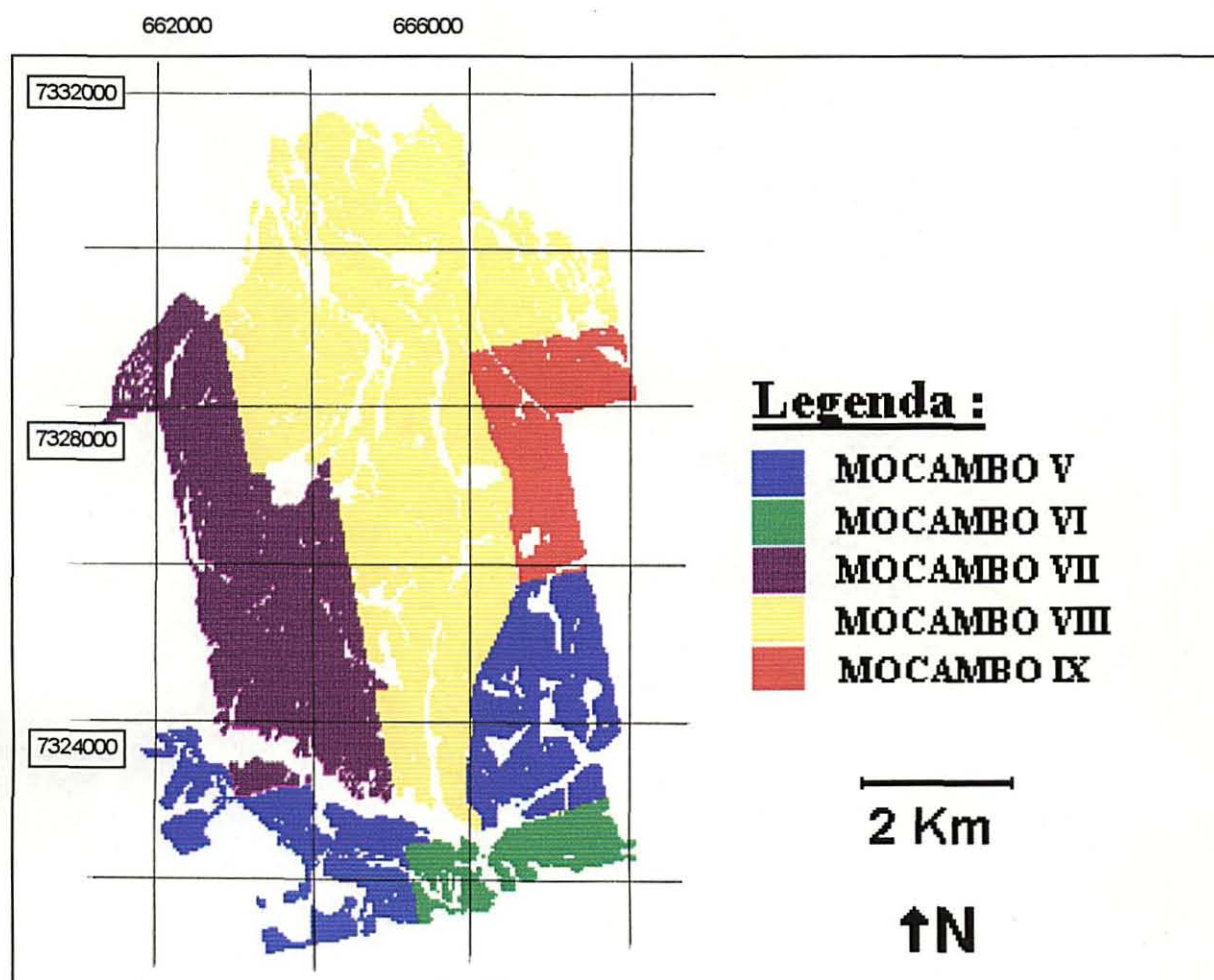 662000 666000
7332000
7328000
7324000
Legenda :
MOCAMBO V
MOCAMBO VI
MOCAMBO VII
MOCAMBO VIII
MOCAMBO IX
2 Km
↑N